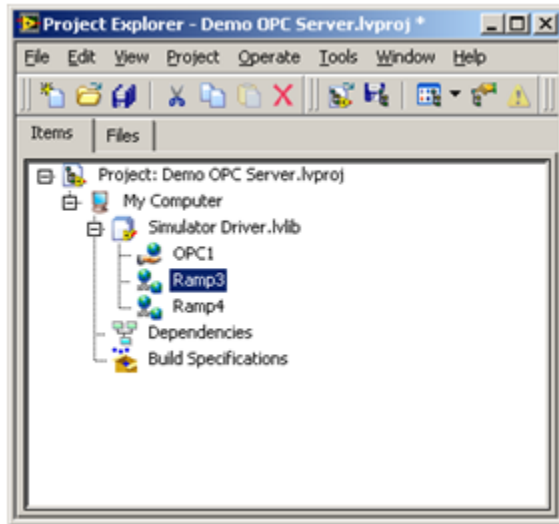 Project Explorer - Demo OPC Server.lvproj *
File Edit View Project Operate Tools Window Help
Items Files
Project: Demo OPC Server.lvproj
My Computer
Simulator Driver.lvlib
OPC1
Ramp3
Ramp4
Dependencies
Build Specifications